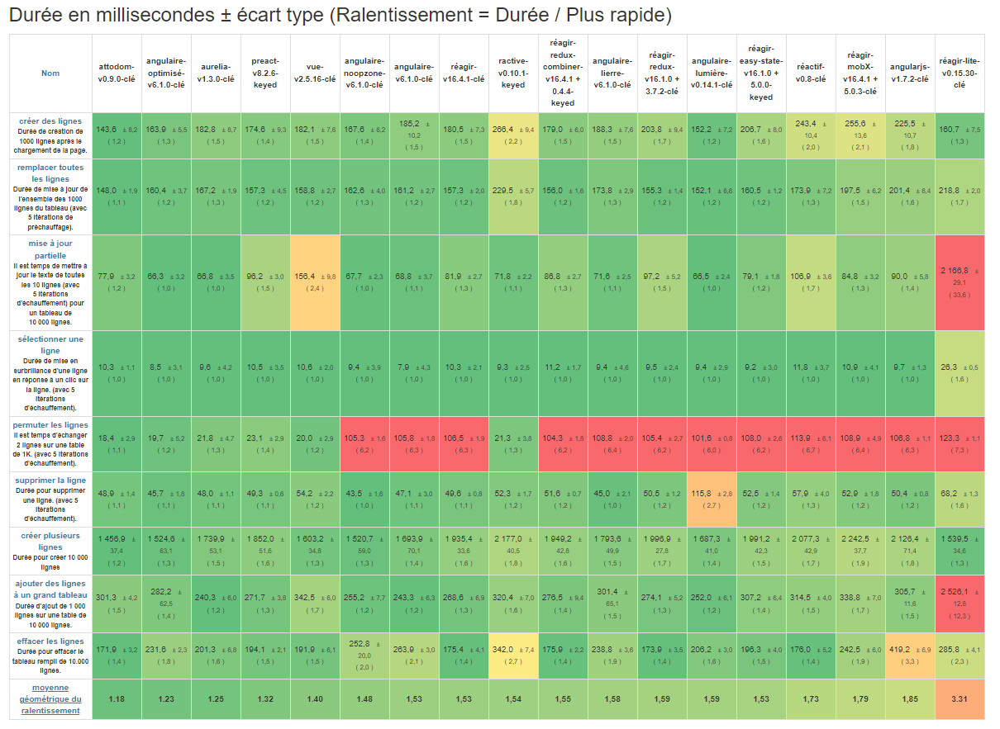 Durée en millisecondes ± écart type (Ralentissement = Durée / Plus rapide)
Nom
attodom-
v0.9.0-clé
angulaire-
optimisé-
v6.1.0-clé
aurelia-
v1.3.0-clé
preact-
v8.2.6-
keyed
vue-
v2.5.16-clé
angulaire-
noopzone-
v6.1.0-clé
angulaire-
v6.1.0-clé
réagir-
v16.4.1-clé
ractive-
v0.10.1-
keyed
réagir-
redux-
combiner-
v16.4.1 +
0.4.4-
keyed
angulaire-
lierre-
v6.1.0-clé
réagir-
redux-
v16.1.0 +
3.7.2-clé
angulaire-
lumière-
v0.14.1-clé
réagir-
easy-state-
v16.1.0 +
5.0.0-
keyed
réactif-
v0.8-clé
réagir-
mobX-
v16.4.1 +
5.0.3-clé
angularjs-
v1.7.2-clé
réagir-lite-
v0.15.30-
clé
créer des lignes
Durée de création de
1000 lignes après le
chargement de la page.
143,6 ± 8,2 163,9 ± 5,5 182,8 ± 8,7 174,6 ± 9,3 182,1 ± 7,6 167,6 ± 6,2 185,2 ± 10,2 180,5 ± 7,3 266,4 ± 9,4 179,0 ± 6,0 188,3 ± 7,6 203,8 ± 9,4 152,2 ± 7,2 206,7 ± 8,0 243,4 ± 10,4 255,6 ± 13,6 225,5 ± 10,7 160,7 ± 7,5
( 1,2 ) ( 1,3 ) ( 1,5 ) ( 1,4 ) ( 1,5 ) ( 1,4 ) ( 1,5 ) ( 1,5 ) ( 2,2 ) ( 1,5 ) ( 1,5 ) ( 1,7 ) ( 1,2 ) ( 1,6 ) ( 2,0 ) ( 2,1 ) ( 1,8 ) ( 1,3 )
remplacer toutes
les lignes
Durée de mise à jour de
l'ensemble des 1000
lignes du tableau (avec
5 itérations de
préchauffage).
148,0 ± 1,9 160,4 ± 3,7 167,2 ± 1,9 157,3 ± 4,5 158,8 ± 2,7 162,6 ± 4,0 161,2 ± 2,7 157,3 ± 2,0 229,5 ± 5,7 156,0 ± 1,6 173,8 ± 2,9 155,3 ± 1,4 152,1 ± 6,6 160,5 ± 1,2 173,9 ± 7,2 197,5 ± 6,2 201,4 ± 6,4 218,8 ± 2,0
( 1,1 ) ( 1,2 ) ( 1,3 ) ( 1,2 ) ( 1,2 ) ( 1,3 ) ( 1,2 ) ( 1,2 ) ( 1,8 ) ( 1,2 ) ( 1,3 ) ( 1,2 ) ( 1,2 ) ( 1,2 ) ( 1,3 ) ( 1,5 ) ( 1,6 ) ( 1,7 )
mise à jour
partielle
Il est temps de mettre à
jour le texte de toutes
les 10 lignes (avec
5 itérations
d'échauffement) pour
un tableau de
10 000 lignes.
77,9 ± 3,2 66,3 ± 3,2 66,8 ± 3,5 96,2 ± 3,0 156,4 ± 9,8 67,7 ± 2,3 68,8 ± 3,7 81,9 ± 2,7 71,8 ± 2,2 86,8 ± 2,7 71,6 ± 2,5 97,2 ± 5,2 66,5 ± 2,4 79,1 ± 1,8 106,9 ± 3,6 84,8 ± 3,2 90,0 ± 5,8 2 166,8 ± 29,1
( 1,2 ) ( 1,0 ) ( 1,0 ) ( 1,5 ) ( 2,4 ) ( 1,0 ) ( 1,1 ) ( 1,3 ) ( 1,1 ) ( 1,3 ) ( 1,1 ) ( 1,5 ) ( 1,0 ) ( 1,2 ) ( 1,7 ) ( 1,3 ) ( 1,4 ) ( 33,6 )
sélectionner une
ligne
Durée de mise en
surbrillance d'une ligne
en réponse à un clic sur
la ligne. (avec 5
itérations
d'échauffement).
10,3 ± 1,1 8,5 ± 3,1 9,6 ± 4,2 10,5 ± 3,5 10,6 ± 2,0 9,4 ± 3,9 7,9 ± 4,3 10,3 ± 2,1 9,3 ± 2,5 11,2 ± 1,7 9,4 ± 4,6 9,5 ± 2,4 9,4 ± 2,9 9,2 ± 3,0 11,8 ± 3,7 10,9 ± 4,1 9,7 ± 1,3 26,3 ± 0,5
( 1,0 ) ( 1,0 ) ( 1,0 ) ( 1,0 ) ( 1,0 ) ( 1,0 ) ( 1,0 ) ( 1,0 ) ( 1,0 ) ( 1,0 ) ( 1,0 ) ( 1,0 ) ( 1,0 ) ( 1,0 ) ( 1,0 ) ( 1,0 ) ( 1,0 ) ( 1,6 )
permuter les lignes
Il est temps d'échanger
2 lignes sur une table
de 1K. (avec 5 itérations
d'échauffement).
18,4 ± 2,9 19,7 ± 5,2 21,8 ± 4,7 23,1 ± 2,9 20,0 ± 2,9 105,3 ± 1,6 105,8 ± 1,8 106,5 ± 1,9 21,3 ± 3,6 104,3 ± 1,6 108,8 ± 2,0 105,4 ± 2,7 101,6 ± 0,8 108,0 ± 2,6 113,9 ± 6,1 108,9 ± 4,9 106,8 ± 1,1 123,3 ± 1,1
( 1,1 ) ( 1,2 ) ( 1,3 ) ( 1,4 ) ( 1,2 ) ( 6,2 ) ( 6,3 ) ( 6,3 ) ( 1,3 ) ( 6,2 ) ( 6,4 ) ( 6,2 ) ( 6,0 ) ( 6,2 ) ( 6,7 ) ( 6,4 ) ( 6,3 ) ( 7,3 )
supprimer la ligne
Durée pour supprimer
une ligne. (avec 5
itérations
d'échauffement).
48,9 ± 1,4 45,7 ± 1,8 48,0 ± 1,1 49,3 ± 0,6 54,2 ± 2,2 43,5 ± 1,6 47,1 ± 3,0 49,6 ± 0,8 52,3 ± 1,7 51,6 ± 0,7 45,0 ± 2,1 50,5 ± 1,2 115,8 ± 2,8 52,5 ± 1,4 57,9 ± 4,0 52,9 ± 1,8 50,4 ± 0,8 68,2 ± 1,3
( 1,1 ) ( 1,1 ) ( 1,1 ) ( 1,1 ) ( 1,2 ) ( 1,0 ) ( 1,1 ) ( 1,1 ) ( 1,2 ) ( 1,2 ) ( 1,0 ) ( 1,2 ) ( 2,7 ) ( 1,2 ) ( 1,3 ) ( 1,2 ) ( 1,2 ) ( 1,6 )
créer plusieurs
lignes
Durée pour créer 10 000
lignes
1 456,9 ± 1 524,6 ± 1 739,9 ± 1 852,0 ± 1 603,2 ± 1 520,7 ± 1 693,9 ± 1 935,4 ± 2 177,0 ± 1 949,2 ± 1 793,6 ± 1 996,9 ± 1 687,3 ± 1 991,2 ± 2 077,3 ± 2 242,5 ± 2 126,4 ± 1 539,5 ±
37,4 63,1 53,1 51,6 34,8 59,0 70,1 33,6 40,5 42,8 49,9 27,8 41,0 42,3 42,9 37,7 71,4 34,6
( 1,2 ) ( 1,3 ) ( 1,5 ) ( 1,6 ) ( 1,3 ) ( 1,3 ) ( 1,4 ) ( 1,6 ) ( 1,8 ) ( 1,6 ) ( 1,5 ) ( 1,7 ) ( 1,4 ) ( 1,7 ) ( 1,7 ) ( 1,9 ) ( 1,8 ) ( 1,3 )
ajouter des lignes
à un grand tableau
Durée d'ajout de 1 000
lignes sur une table de
10 000 lignes.
301,3 ± 4,2 282,2 ± 62,5 240,3 ± 6,0 271,7 ± 3,8 342,5 ± 6,0 255,2 ± 7,7 243,3 ± 6,3 268,6 ± 6,9 320,4 ± 7,0 276,5 ± 9,4 301,4 ± 65,1 274,1 ± 5,2 252,0 ± 6,1 307,2 ± 6,4 314,5 ± 4,0 338,8 ± 7,0 305,7 ± 11,6 2 526,1 ± 12,8
( 1,5 ) ( 1,4 ) ( 1,2 ) ( 1,3 ) ( 1,7 ) ( 1,2 ) ( 1,2 ) ( 1,3 ) ( 1,6 ) ( 1,4 ) ( 1,5 ) ( 1,3 ) ( 1,2 ) ( 1,4 ) ( 1,5 ) ( 1,7 ) ( 1,5 ) ( 12,3 )
effacer les lignes
Durée pour effacer le
tableau rempli de 10.000
lignes.
171,9 ± 3,2 231,6 ± 2,3 201,3 ± 6,8 194,1 ± 2,1 191,9 ± 6,1 252,8 ± 20,0 263,9 ± 3,0 175,4 ± 4,1 342,0 ± 7,4 175,9 ± 2,2 238,8 ± 3,6 173,9 ± 3,5 206,2 ± 3,0 196,3 ± 4,0 176,0 ± 5,2 242,5 ± 6,0 419,2 ± 6,9 285,8 ± 4,1
( 1,4 ) ( 1,8 ) ( 1,6 ) ( 1,5 ) ( 1,5 ) ( 2,0 ) ( 2,1 ) ( 1,4 ) ( 2,7 ) ( 1,4 ) ( 1,9 ) ( 1,4 ) ( 1,6 ) ( 1,5 ) ( 1,4 ) ( 1,9 ) ( 3,3 ) ( 2,3 )
moyenne
géométrique du
ralentissement
1.18 1.23 1.25 1.32 1.40 1.48 1,53 1,53 1,54 1,55 1,58 1,59 1,59 1,53 1,73 1,79 1,85 3.31